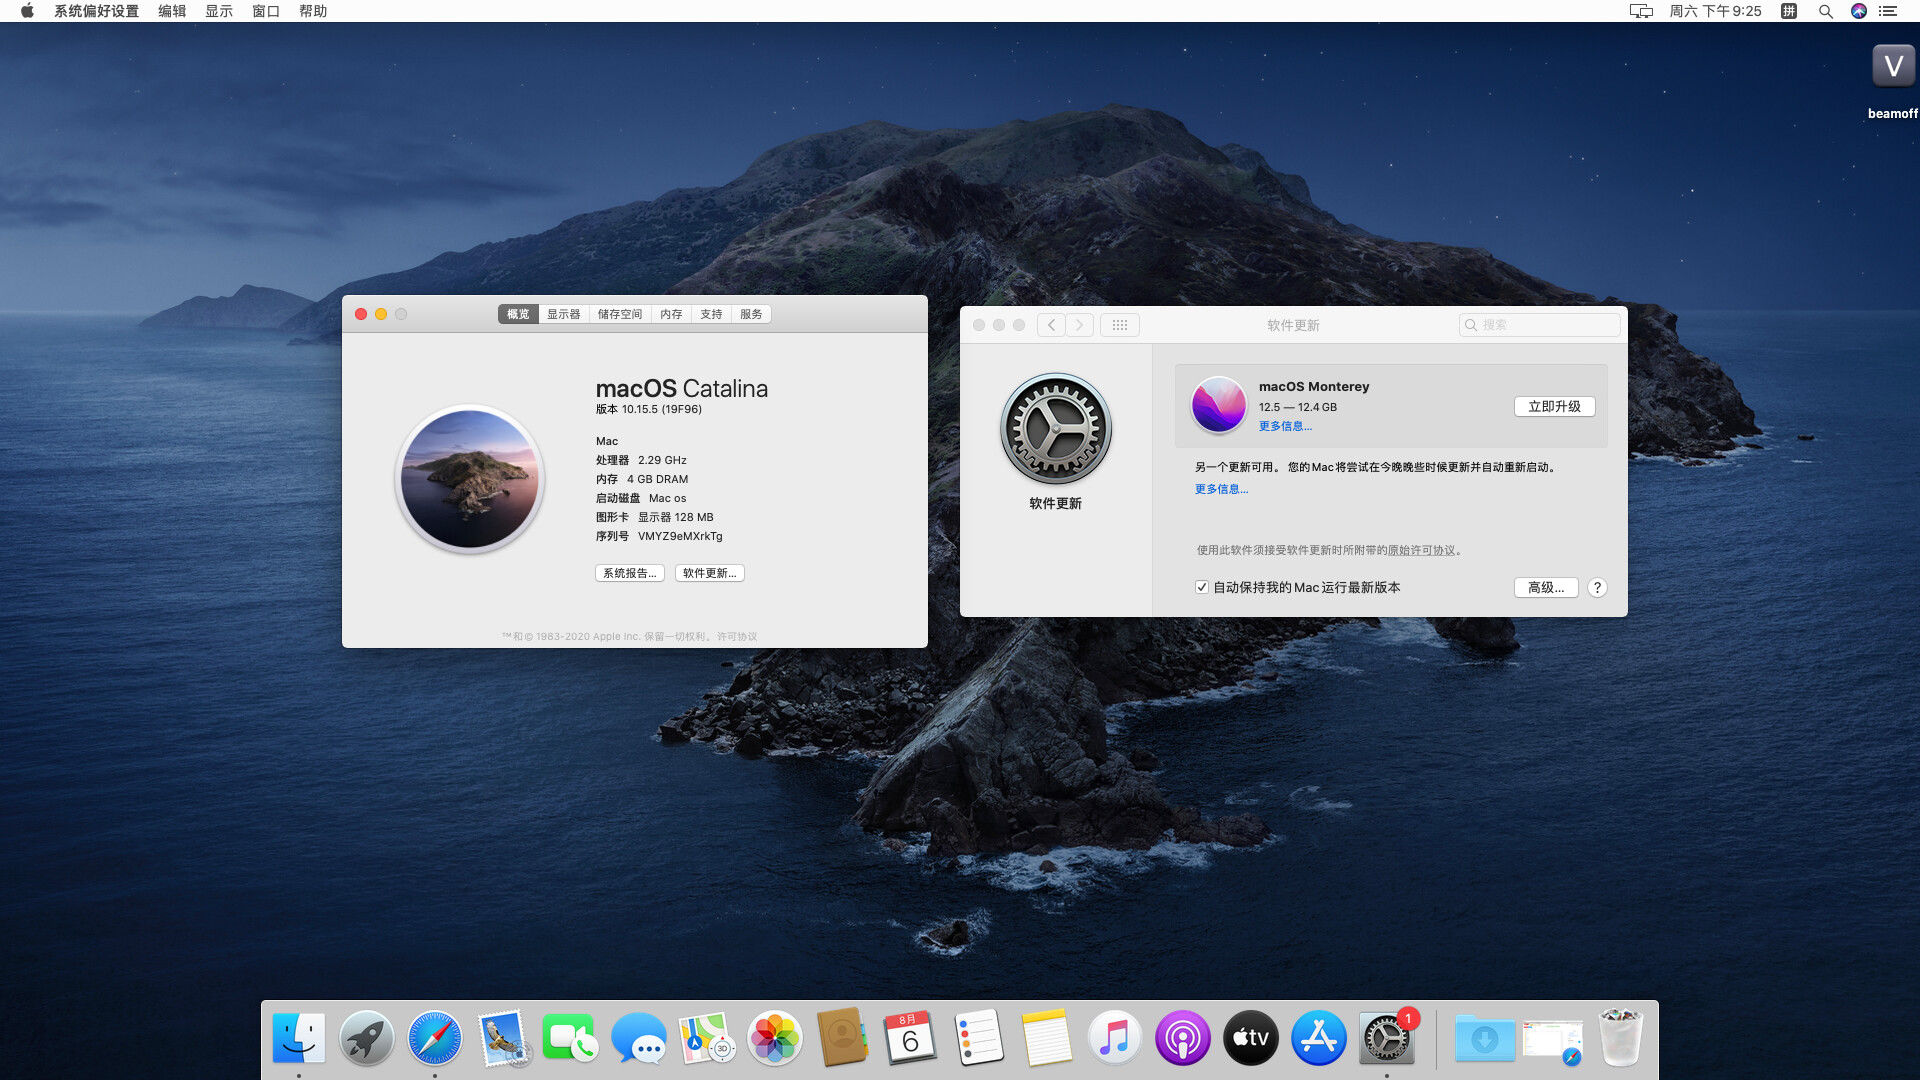 系统偏好设置 编辑 显示 窗口 帮助
周六 下午9:25 拼
V
beamoff
概览 显示器 储存空间 内存 支持 服务
macOS Catalina
版本 10.15.5 (19F96)
Mac
处理器 2.29 GHz
内存 4 GB DRAM
启动磁盘 Mac os
图形卡 显示器 128 MB
序列号 VMYZ9eMXrkTg
系统报告... 软件更新...
™和© 1983-2020 Apple Inc. 保留一切权利。许可协议
软件更新
搜索
软件更新
macOS Monterey
12.5 — 12.4 GB
更多信息...
立即升级
另一个更新可用。 您的Mac将尝试在今晚晚些时候更新并自动重新启动。
更多信息...
使用此软件须接受软件更新时所附带的原始许可协议。
自动保持我的Mac运行最新版本
高级... ?
8月
6
3D
tv
1